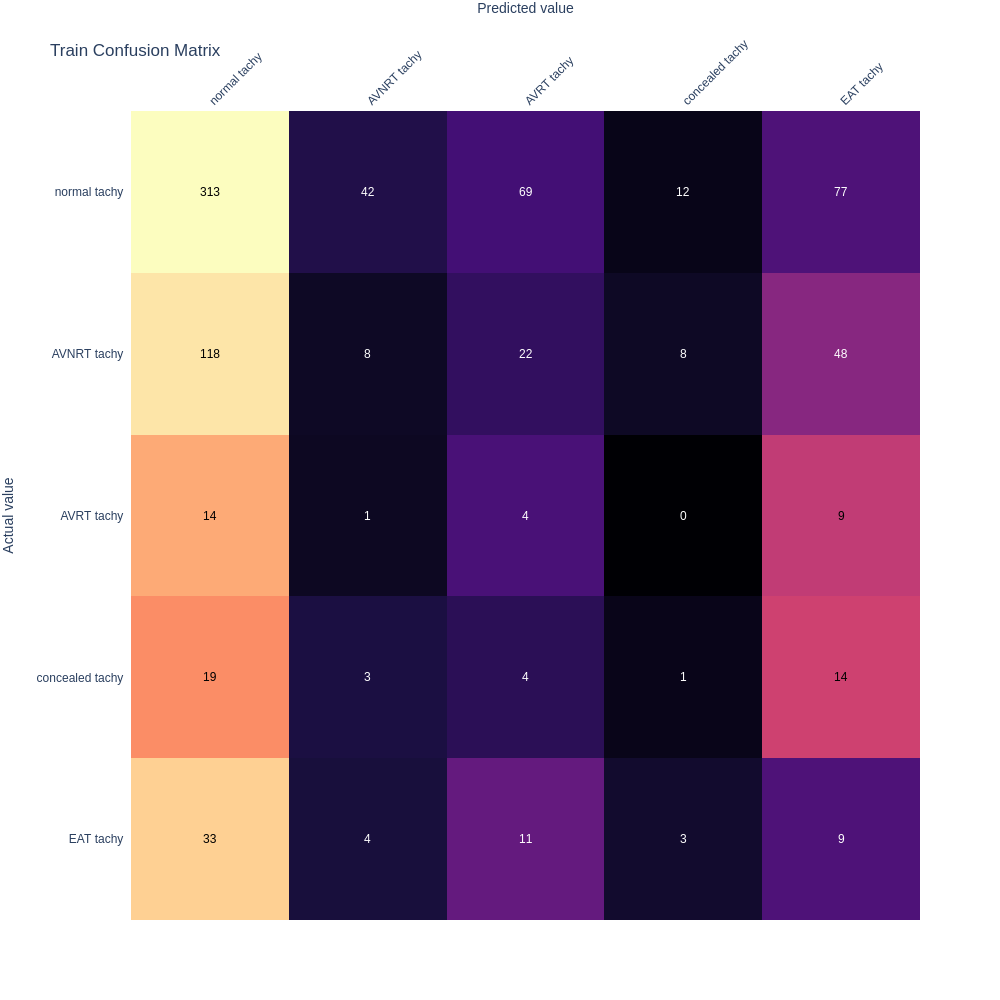 Predicted value
Train Confusion Matrix
normal tachy
AVNRT tachy
AVRT tachy
concealed tachy
EAT tachy
Actual value
normal tachy 313 42 69 12 77
AVNRT tachy 118 8 22 8 48
AVRT tachy 14 1 4 0 9
concealed tachy 19 3 4 1 14
EAT tachy 33 4 11 3 9